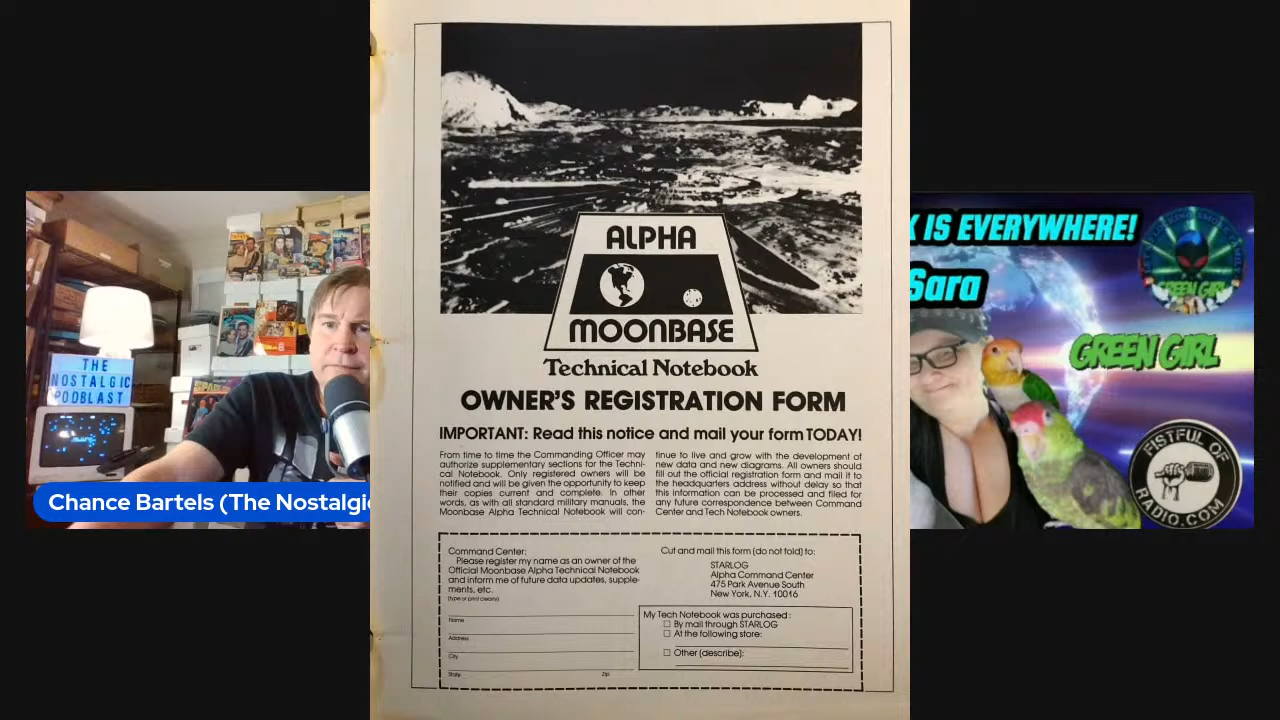 ALPHA
MOONBASE
Technical Notebook
OWNER'S REGISTRATION FORM
IMPORTANT: Read this notice and mail your form TODAY!
From time to time the Commanding Officer may
authorize supplementary sections for the Techni-
cal Notebook. Only registered owners will be
notified and will be given the opportunity to keep
their copies current and complete. In other
words, as with all standard military manuals, the
Moonbase Alpha Technical Notebook will con-
tinue to live and grow with the development of
new data and new diagrams. All owners should
fill out the official registration form and mail it to
the headquarters address without delay so that
this information can be processed and filed for
any future correspondence between Command
Center and Tech Notebook owners.
Command Center:
Please register my name as an owner of the
Official Moonbase Alpha Technical Notebook
and inform me of future data updates, supple-
ments, etc.
(type or print clearly)
Name
Address
City
State Zip
Cut and mail this form (do not fold) to:
STARLOG
Alpha Command Center
475 Park Avenue South
New York, N.Y. 10016
My Tech Notebook was purchased:
☐ By mail through STARLOG
☐ At the following store:
☐ Other (describe):
THE
NOSTALGIC
PODBLAST
Chance Bartels (The Nostalgi
IS EVERYWHERE!
Sara
GREEN GIRL
GREEN GIRL
FISTFUL OF
RADIO.COM